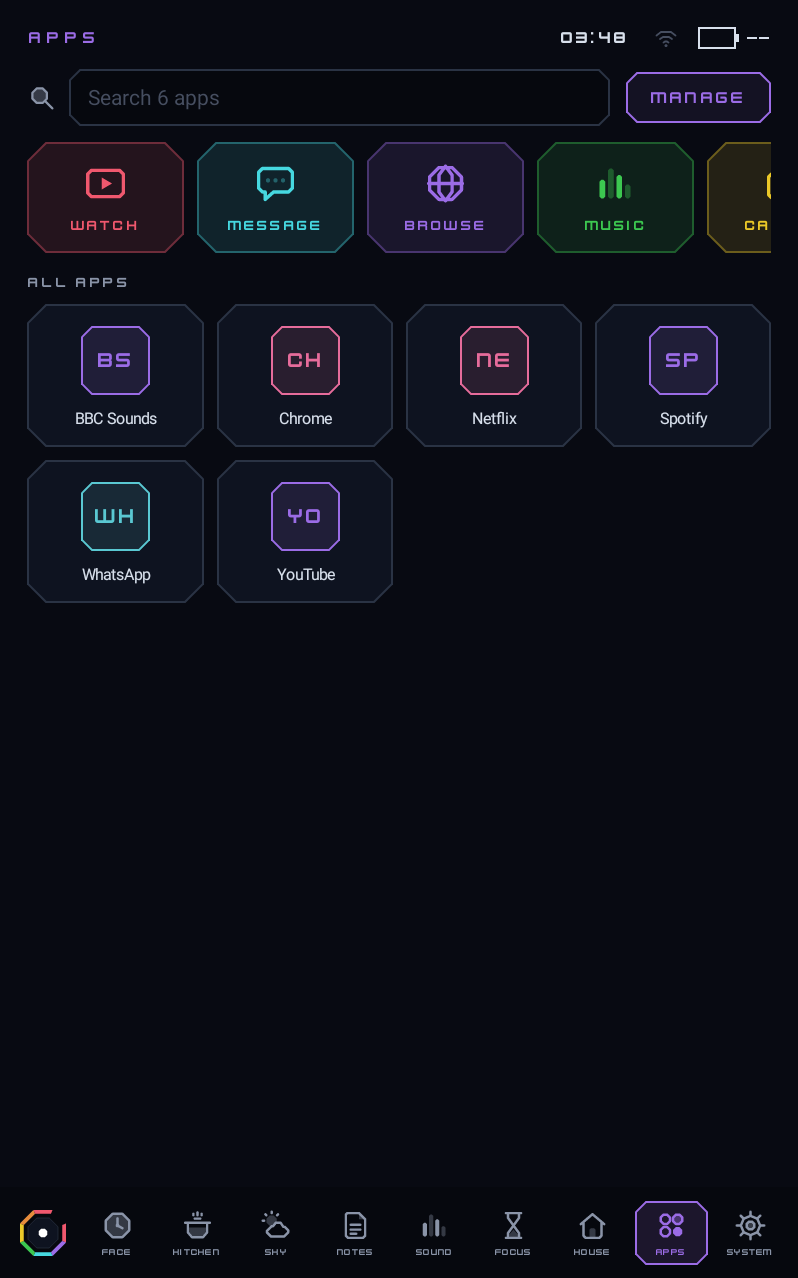 APPS 03:48 --
Search 6 apps MANAGE
WATCH MESSAGE BROWSE MUSIC CA
ALL APPS
BS CH NE SP
BBC Sounds Chrome Netflix Spotify
WH YO
WhatsApp YouTube
FACE KITCHEN SKY NOTES SOUND FOCUS HOUSE APPS SYSTEM